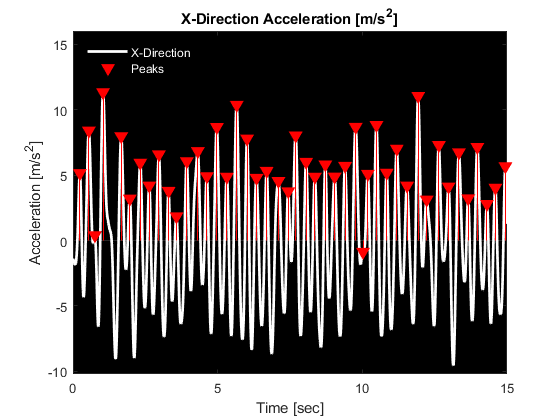 X-Direction Acceleration [m/s²]
15
X-Direction
Peaks
10
5
0
-5
-10
Acceleration [m/s²]
0 5 10 15
Time [sec]